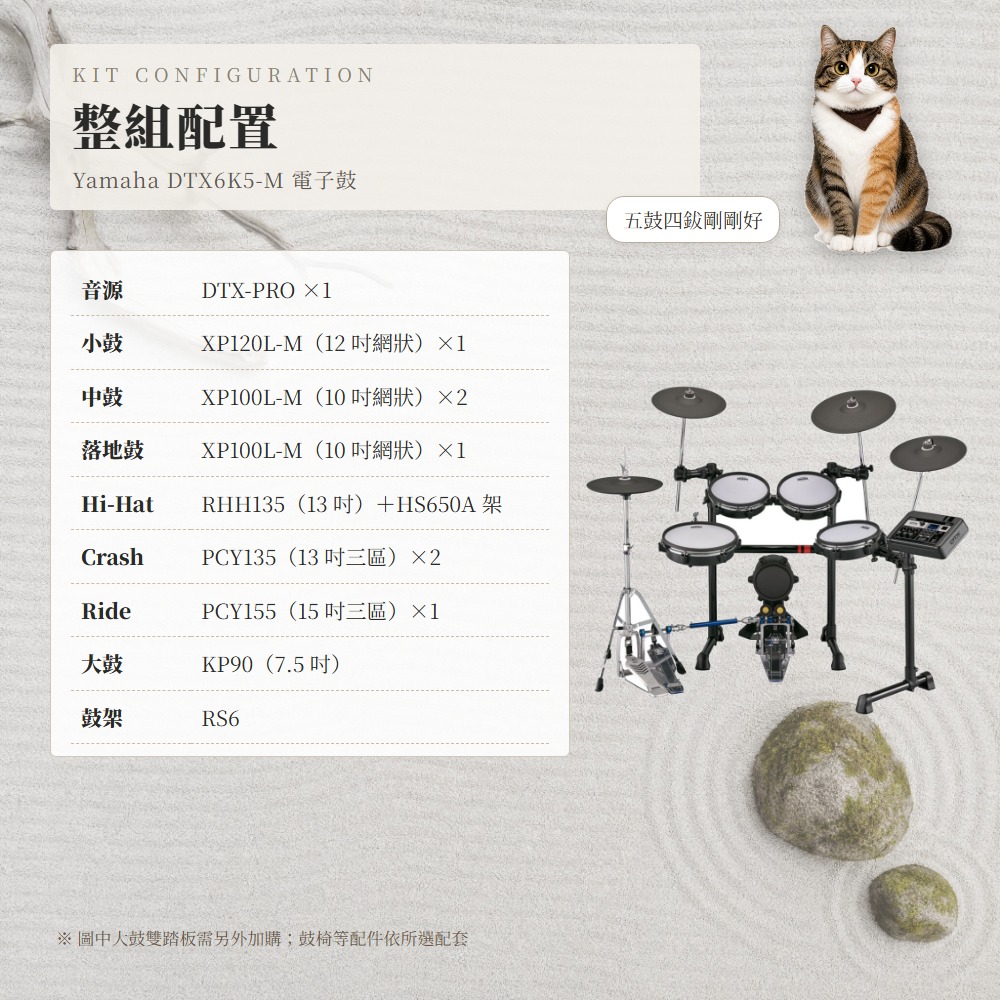 KIT CONFIGURATION
整組配置
Yamaha DTX6K5-M 電子鼓
五鼓四鈸剛剛好
音源 DTX-PRO ×1
小鼓 XP120L-M（12 吋網狀）×1
中鼓 XP100L-M（10 吋網狀）×2
落地鼓 XP100L-M（10 吋網狀）×1
Hi-Hat RHH135（13 吋）＋HS650A 架
Crash PCY135（13 吋三區）×2
Ride PCY155（15 吋三區）×1
大鼓 KP90（7.5 吋）
鼓架 RS6
※ 圖中大鼓雙踏板需另外加購；鼓椅等配件依所選配套